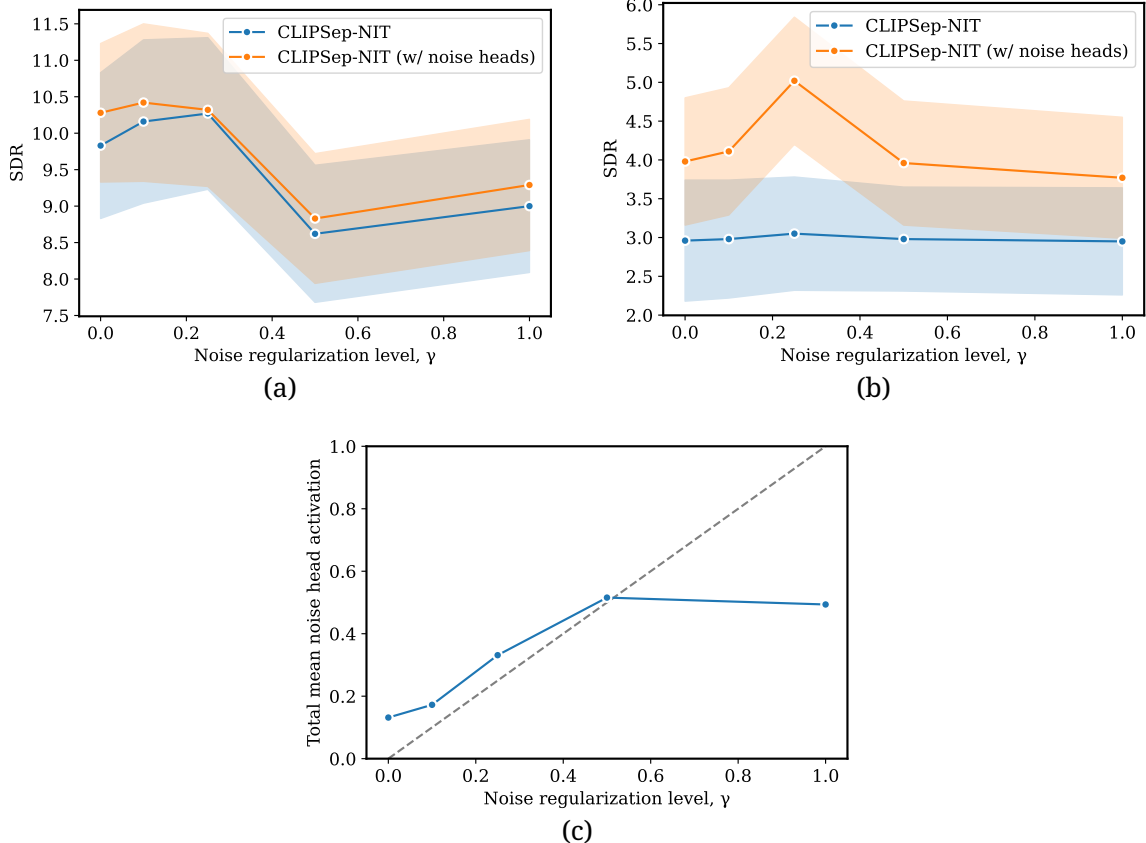 SDR
11.5
11.0
10.5
10.0
9.5
9.0
8.5
8.0
7.5
CLIPSep-NIT
CLIPSep-NIT (w/ noise heads)
0.0 0.2 0.4 0.6 0.8 1.0
Noise regularization level, γ
(a)
SDR
6.0
5.5
5.0
4.5
4.0
3.5
3.0
2.5
2.0
CLIPSep-NIT
CLIPSep-NIT (w/ noise heads)
0.0 0.2 0.4 0.6 0.8 1.0
Noise regularization level, γ
(b)
Total mean noise head activation
1.0
0.8
0.6
0.4
0.2
0.0
0.0 0.2 0.4 0.6 0.8 1.0
Noise regularization level, γ
(c)